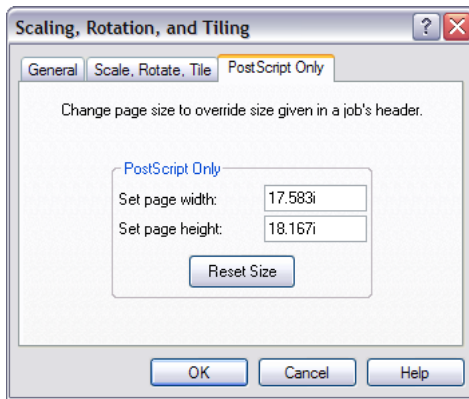 Scaling, Rotation, and Tiling
General Scale, Rotate, Tile PostScript Only
Change page size to override size given in a job's header.
PostScript Only
Set page width: 17.583i
Set page height: 18.167i
Reset Size
OK Cancel Help